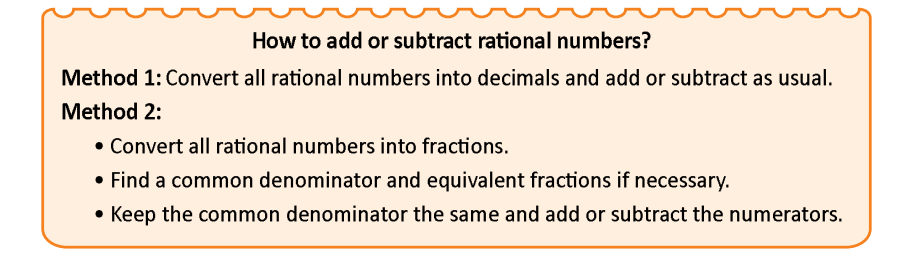 How to add or subtract rational numbers?
Method 1: Convert all rational numbers into decimals and add or subtract as usual.
Method 2:
• Convert all rational numbers into fractions.
• Find a common denominator and equivalent fractions if necessary.
• Keep the common denominator the same and add or subtract the numerators.